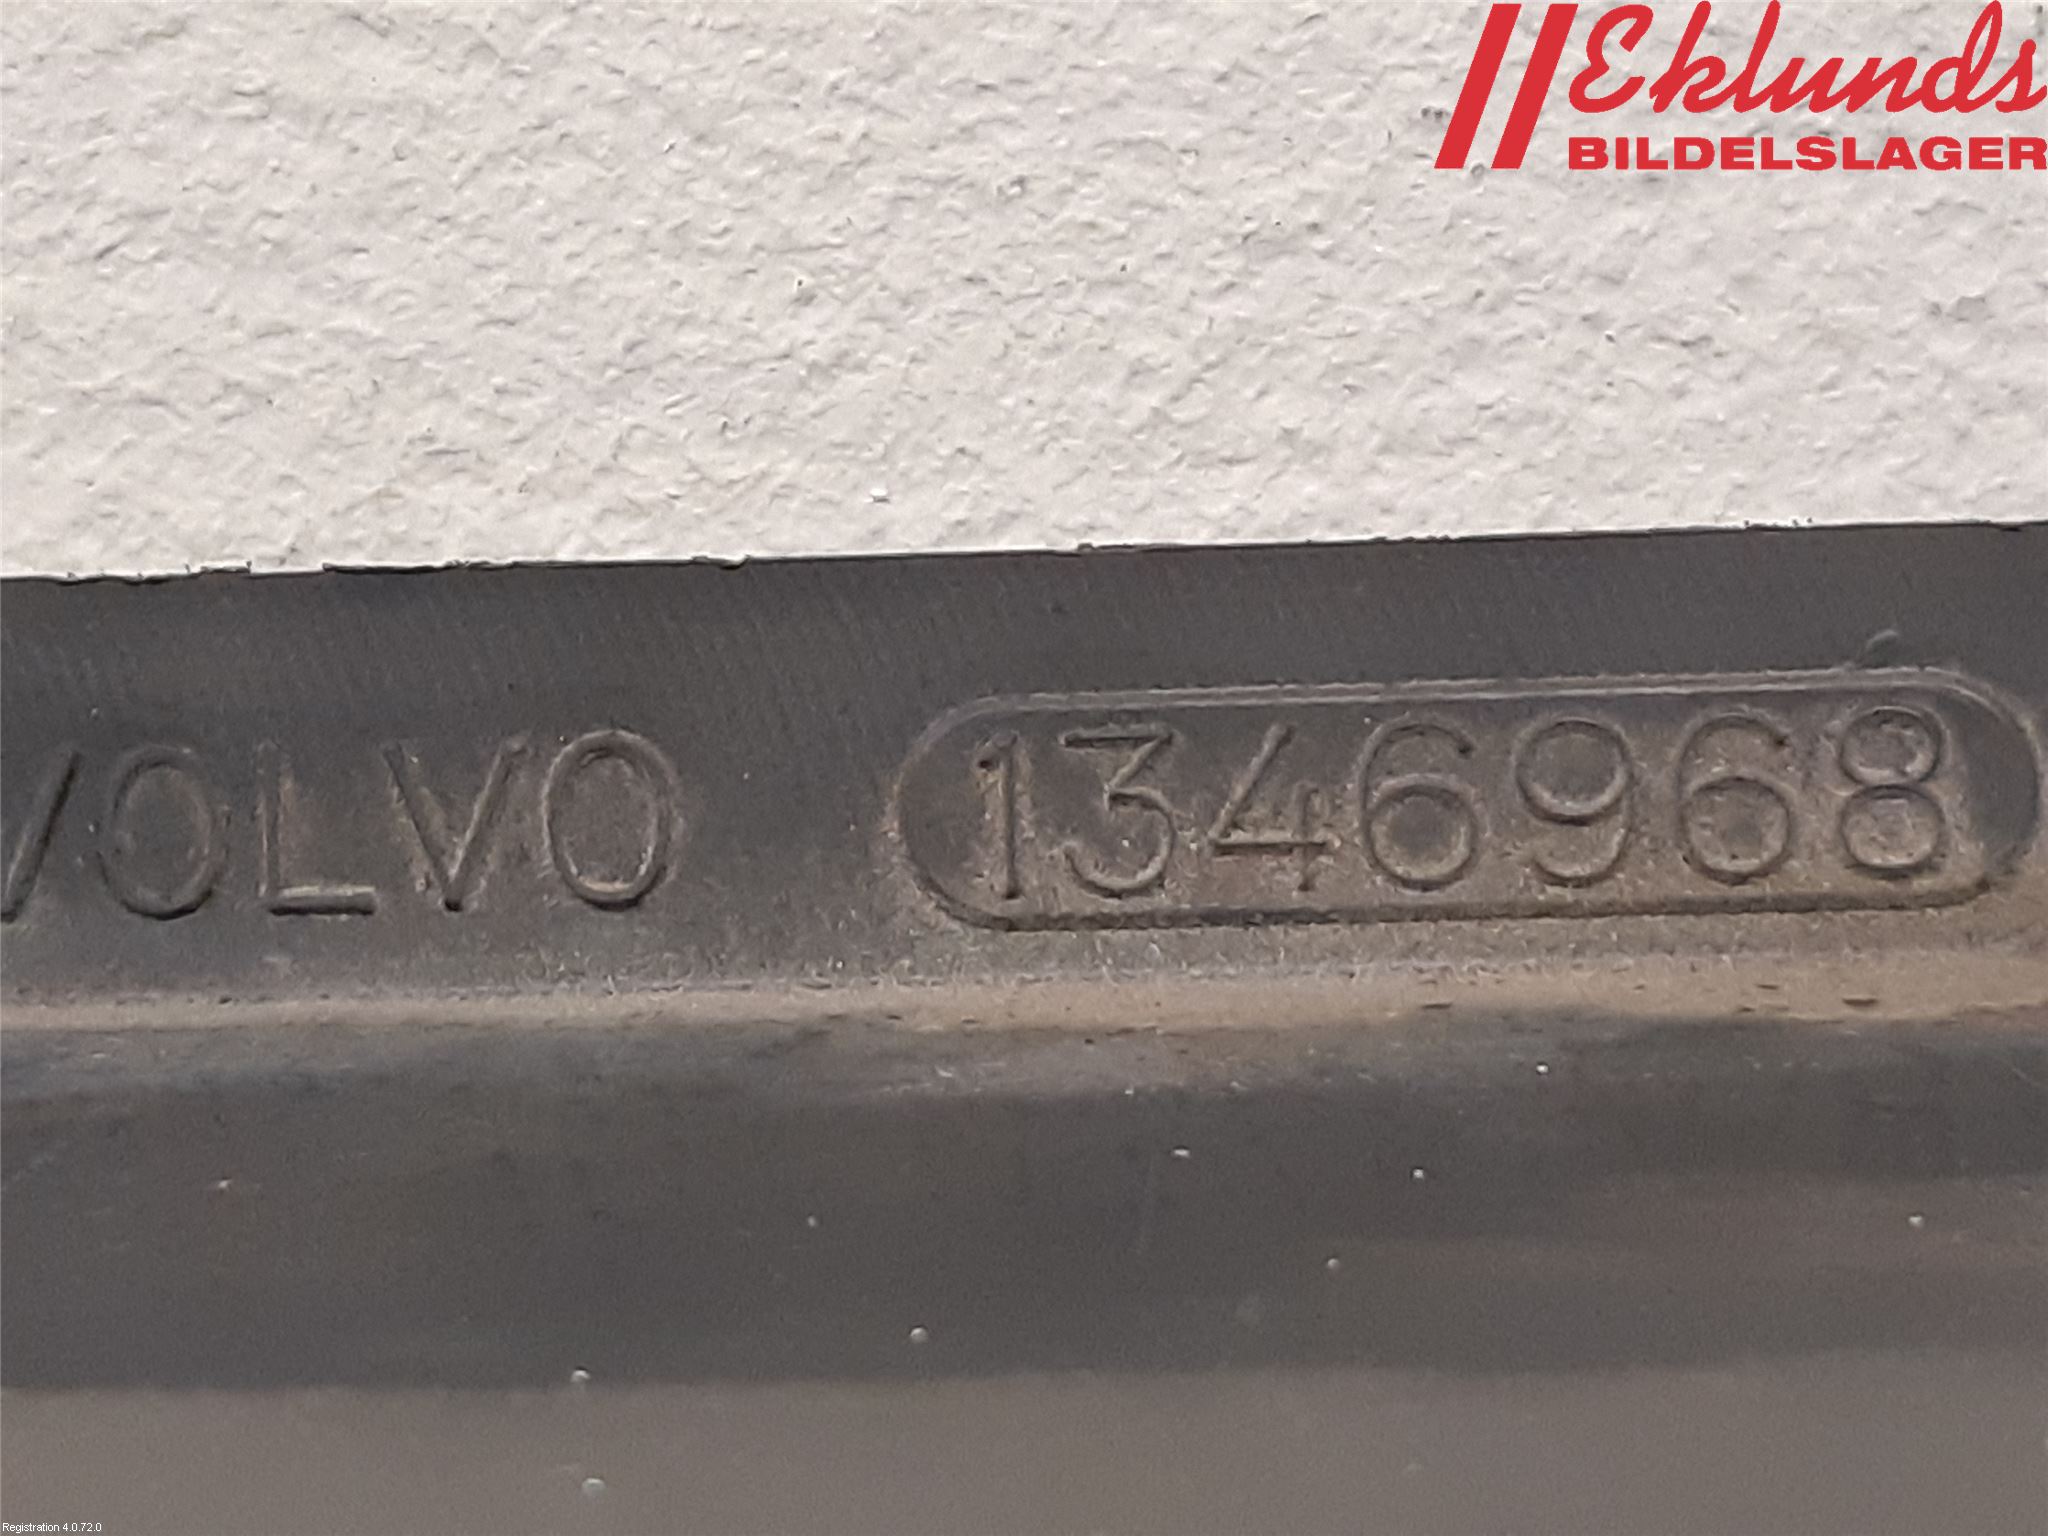 Eklunds
BILDELSLAGER
VOLVO 1346968
Registration 4.0.72.0